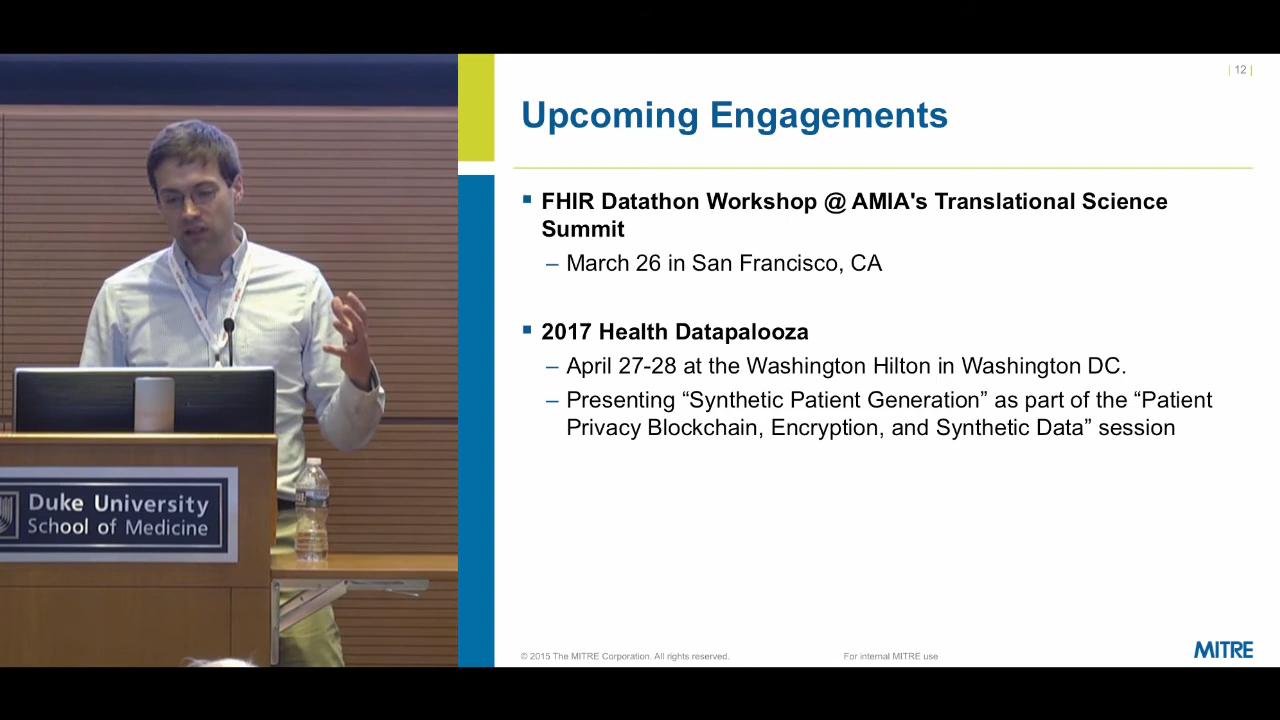 | 12 |
Upcoming Engagements
▪ FHIR Datathon Workshop @ AMIA's Translational Science
Summit
– March 26 in San Francisco, CA
▪ 2017 Health Datapalooza
– April 27-28 at the Washington Hilton in Washington DC.
– Presenting “Synthetic Patient Generation” as part of the “Patient
Privacy Blockchain, Encryption, and Synthetic Data” session
Duke University
School of Medicine
© 2015 The MITRE Corporation. All rights reserved.
For internal MITRE use
MITRE